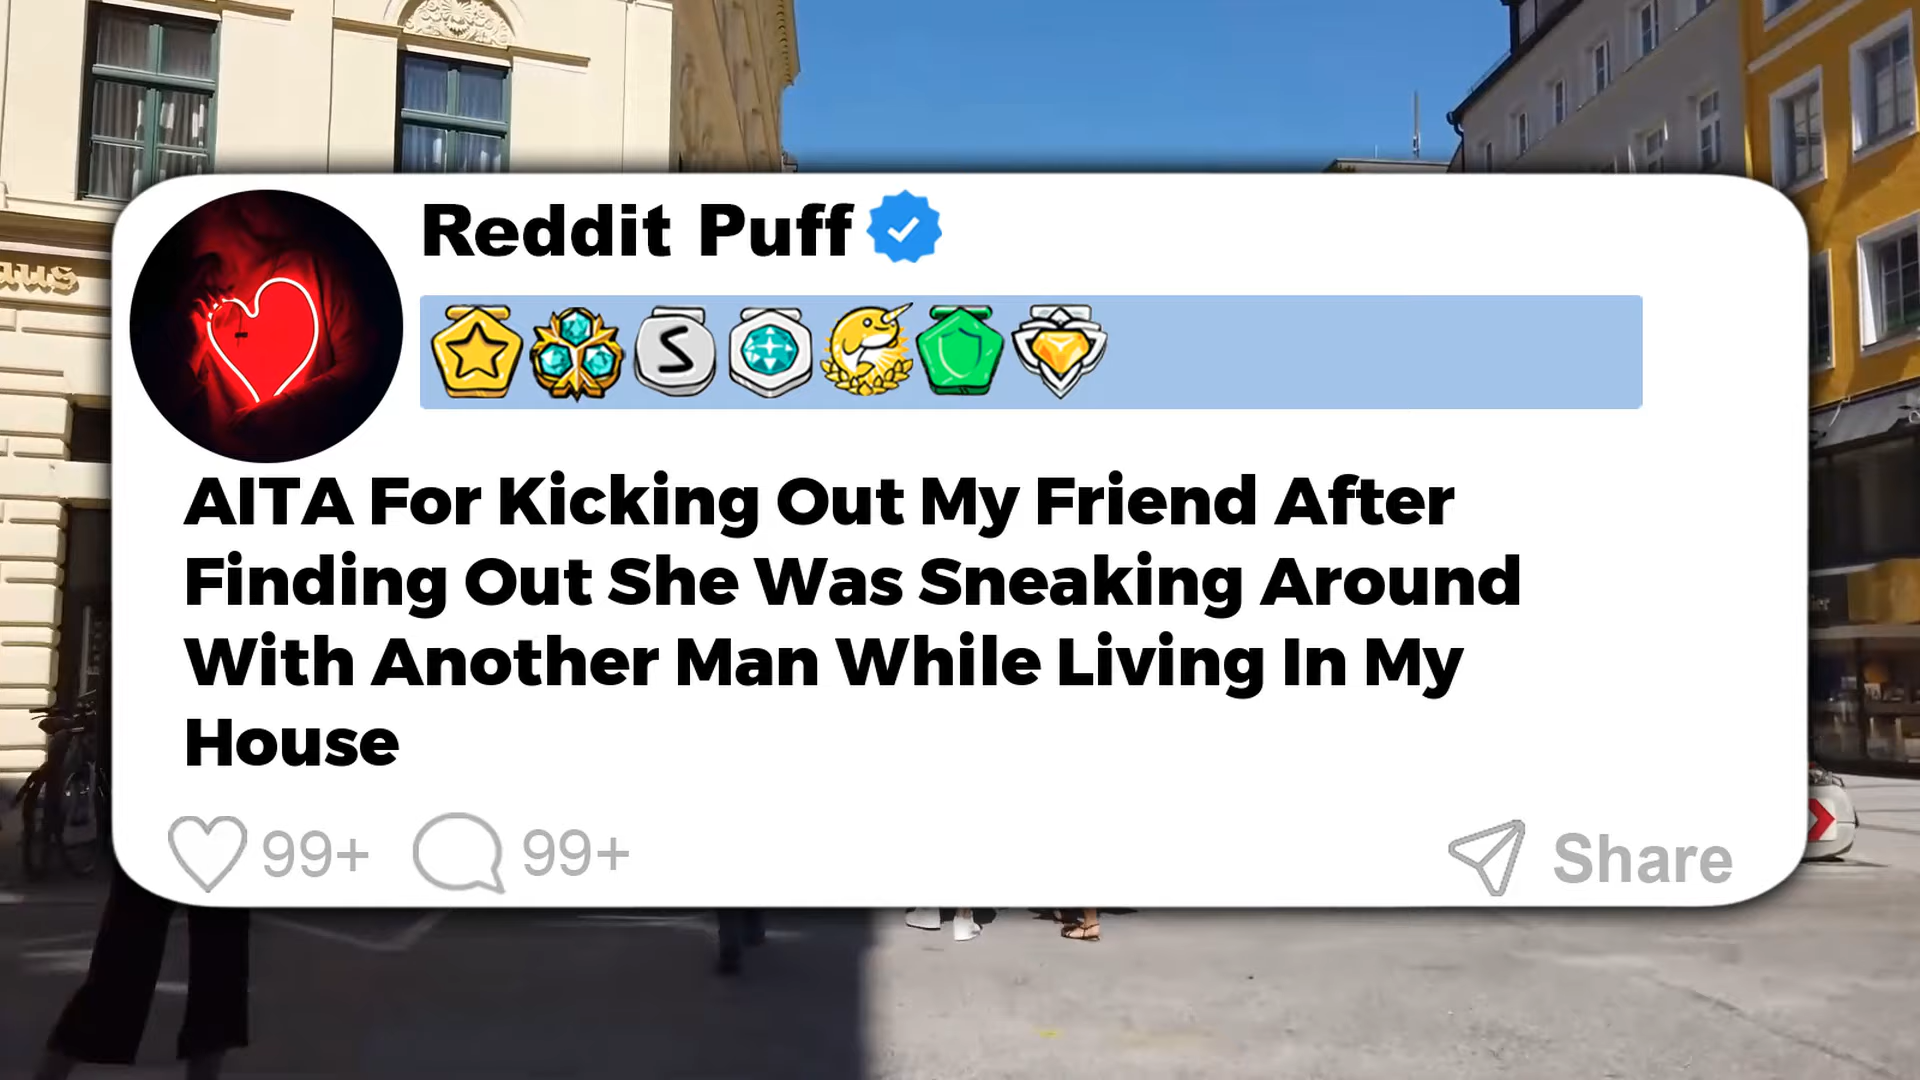 Reddit Puff
aus
S
AITA For Kicking Out My Friend After
Finding Out She Was Sneaking Around
With Another Man While Living In My
House
99+
99+
Share